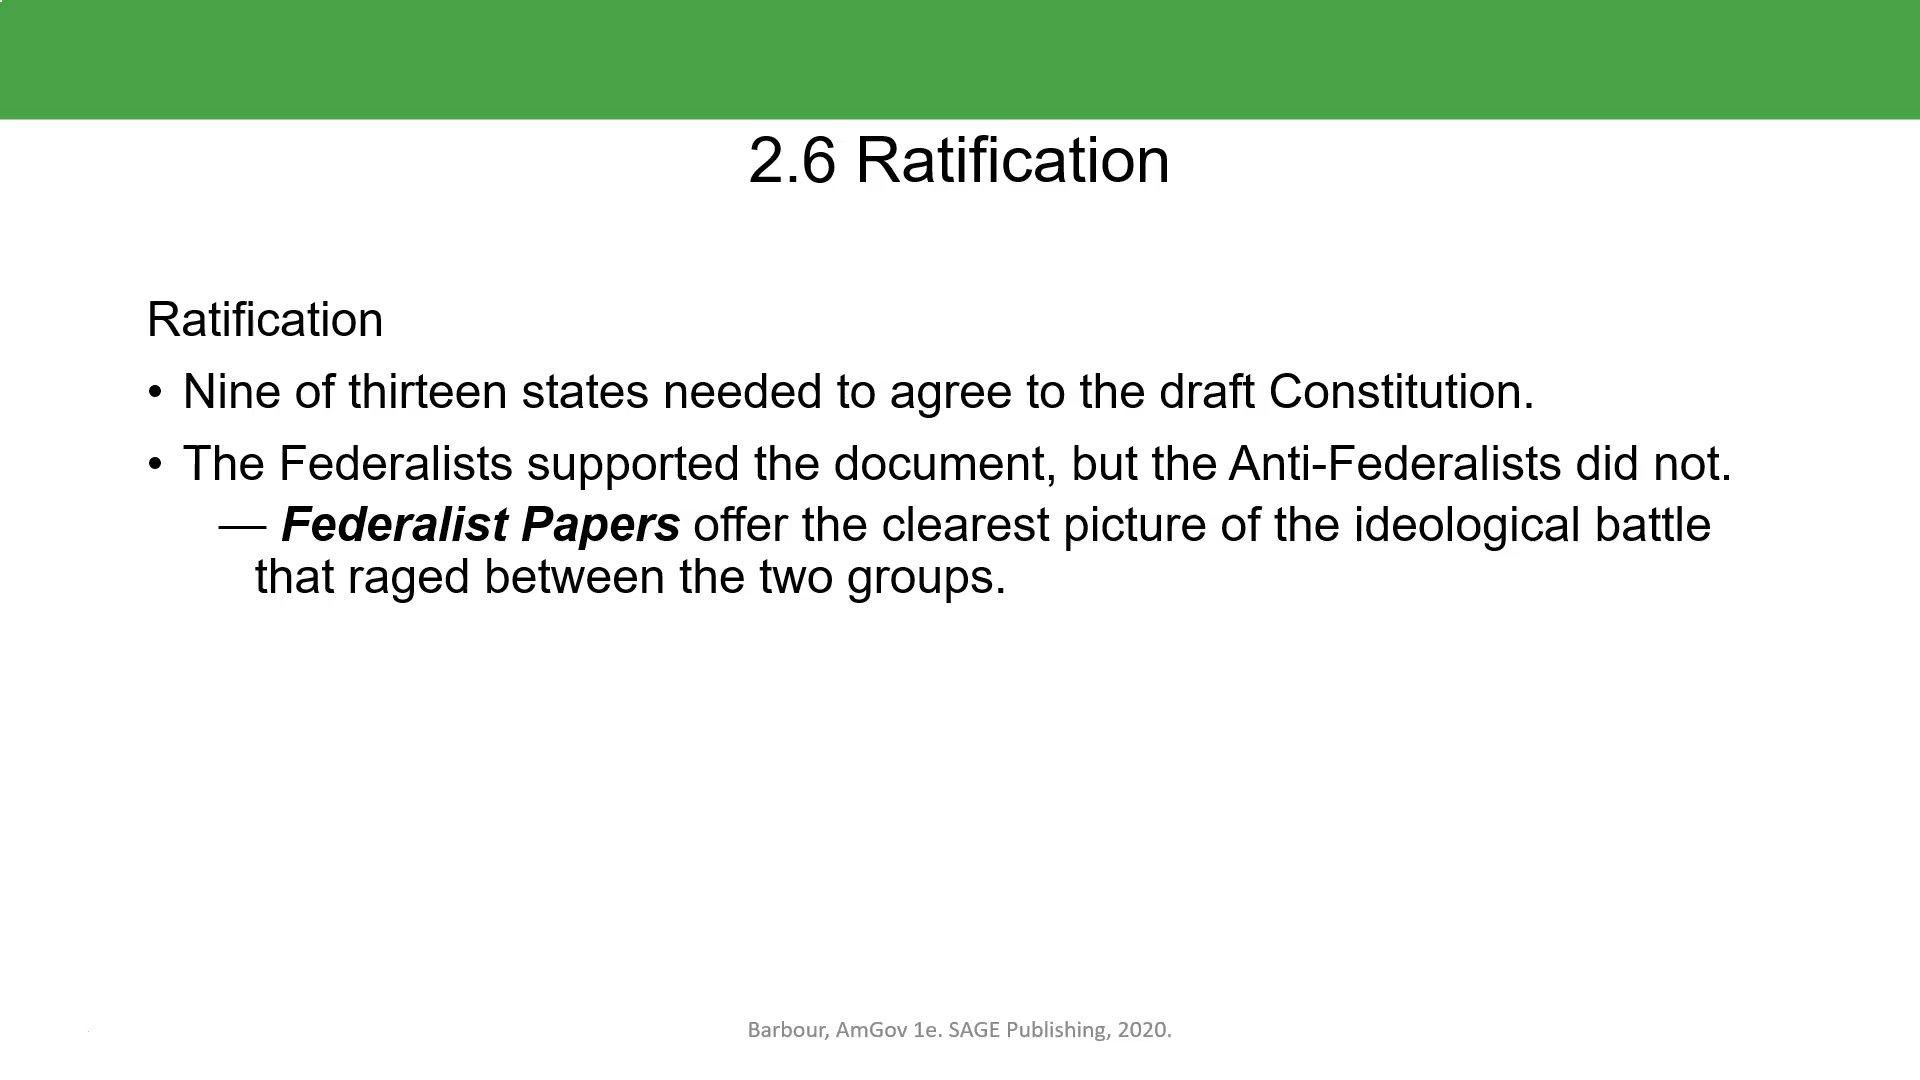 2.6 Ratification
Ratification
• Nine of thirteen states needed to agree to the draft Constitution.
• The Federalists supported the document, but the Anti-Federalists did not.
— Federalist Papers offer the clearest picture of the ideological battle
that raged between the two groups.
Barbour, AmGov 1e. SAGE Publishing, 2020.